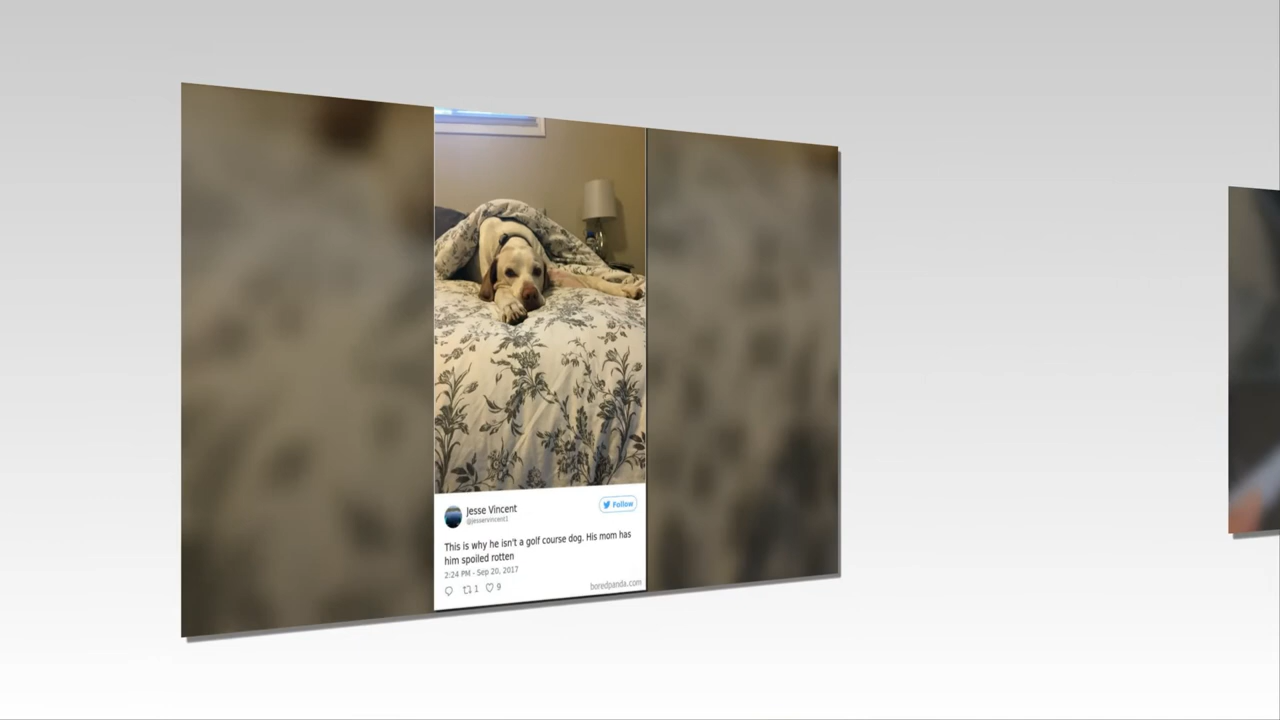 Jesse Vincent
Follow
@jesservincent1
This is why he isn't a golf course dog. His mom has
him spoiled rotten
2:24 PM - Sep 20, 2017
1 9
boredpanda.com